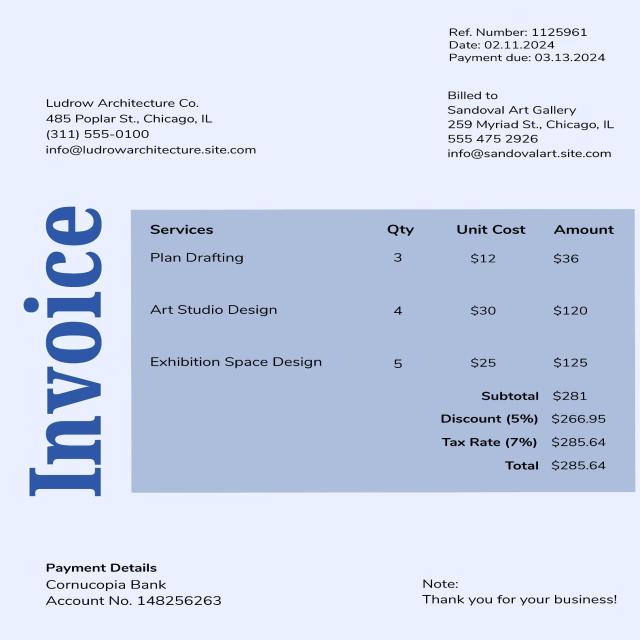 Ref. Number: 1125961
Date: 02.11.2024
Payment due: 03.13.2024
Ludrow Architecture Co.
485 Poplar St., Chicago, IL
(311) 555-0100
info@ludrowarchitecture.site.com
Billed to
Sandoval Art Gallery
259 Myriad St., Chicago, IL
555 475 2926
info@sandovalart.site.com
Invoice
Services Qty Unit Cost Amount
Plan Drafting 3 $12 $36
Art Studio Design 4 $30 $120
Exhibition Space Design 5 $25 $125
Subtotal $281
Discount (5%) $266.95
Tax Rate (7%) $285.64
Total $285.64
Payment Details
Cornucopia Bank
Account No. 148256263
Note:
Thank you for your business!